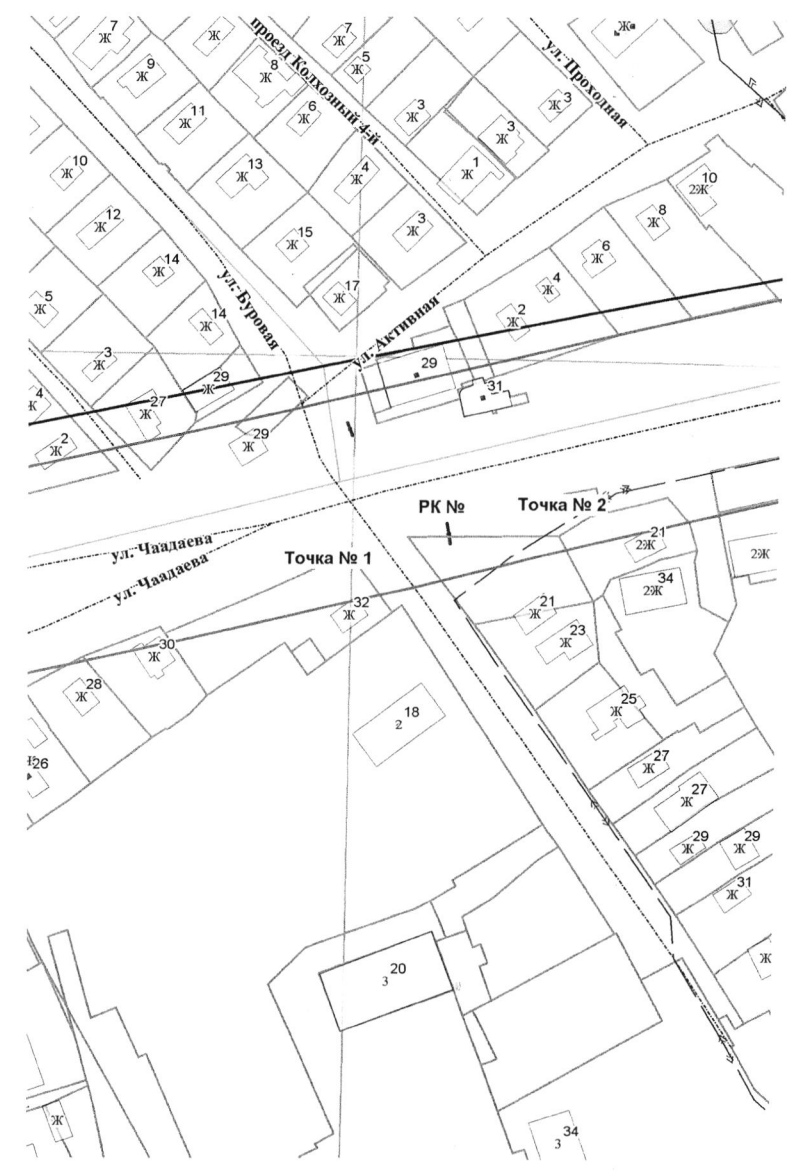 7
Ж
Ж
7
Ж
Ж
проезд Колхозный 4-й
ул. Проходная
9
Ж
8
Ж
5
Ж
11
Ж
6
Ж
3
Ж
3
Ж
3
Ж
10
Ж
13
Ж
4
Ж
1
Ж
10
2Ж
12
Ж
15
Ж
3
Ж
8
Ж
14
Ж
6
Ж
5
Ж
ул. Буровая
17
Ж
4
Ж
14
Ж
ул. Активная
2
Ж
3
Ж
29
Ж
29
4
Ж
27
Ж
31
2
Ж
29
Ж
РК №
Точка № 2
ул. Чаадаева
ул. Чаадаева
Точка № 1
21
2Ж
2Ж
34
2Ж
32
Ж
21
Ж
23
Ж
30
Ж
28
Ж
18
2
25
Ж
26
27
Ж
27
Ж
29
Ж
29
Ж
31
Ж
20
3
Ж
Ж
34
3